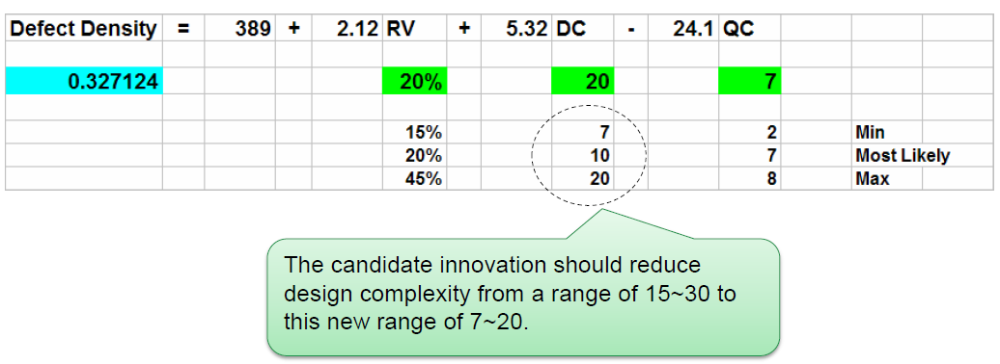 Defect Density = 389 + 2.12 RV + 5.32 DC - 24.1 QC
0.327124 20% 20 7
15% 7 2 Min
20% 10 7 Most Likely
45% 20 8 Max
The candidate innovation should reduce
design complexity from a range of 15~30 to
this new range of 7~20.